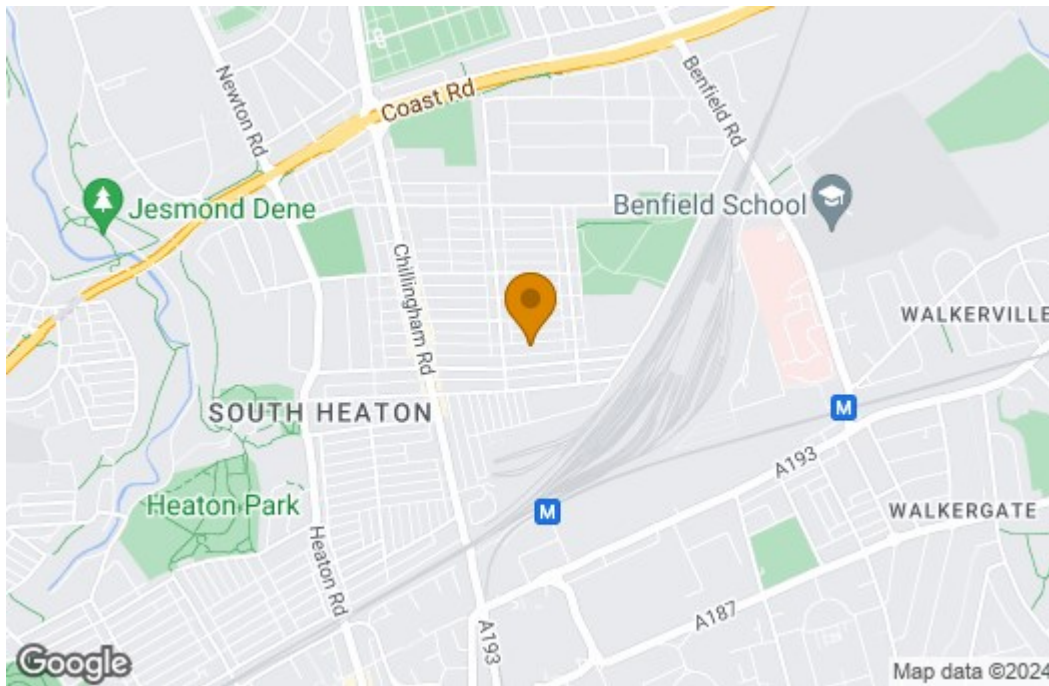 Newton Rd
Coast Rd
Benfield Rd
Jesmond Dene
Benfield School
Chillingham Rd
WALKERVILLE
SOUTH HEATON
M
A193
Heaton Park
M
WALKERGATE
Heaton Rd
A193
A187
Google
Map data ©2024